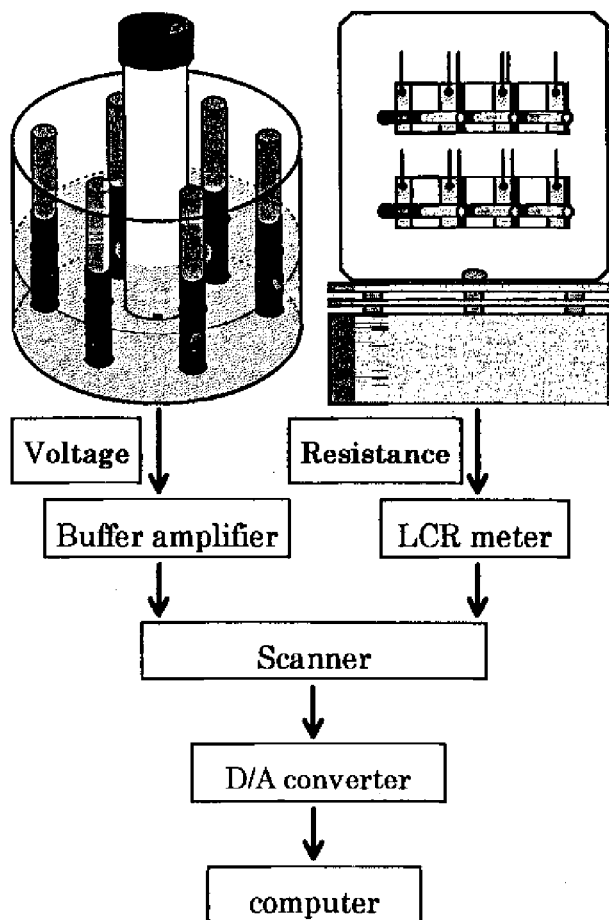 Voltage
Resistance
Buffer amplifier
LCR meter
Scanner
D/A converter
computer